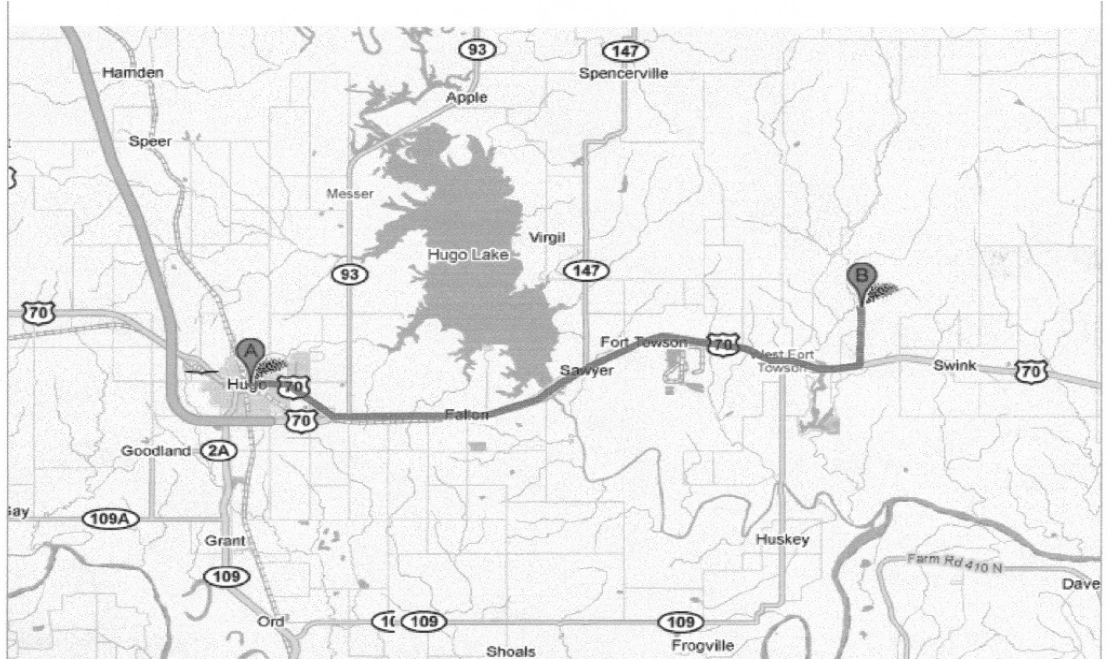 93
147
Hamden
Spencerville
Apple
Speer
Messer
Virgil
Hugo Lake
93
147
70
B
A
Fort Towson
70
West Fort
Towson
Swink
70
Sawyer
Hugo
70
Fallon
70
Goodland
2A
109A
Grant
Huskey
109
Farm Rd 410 N
Dave
Ord
109
109
Frogville
Shoals